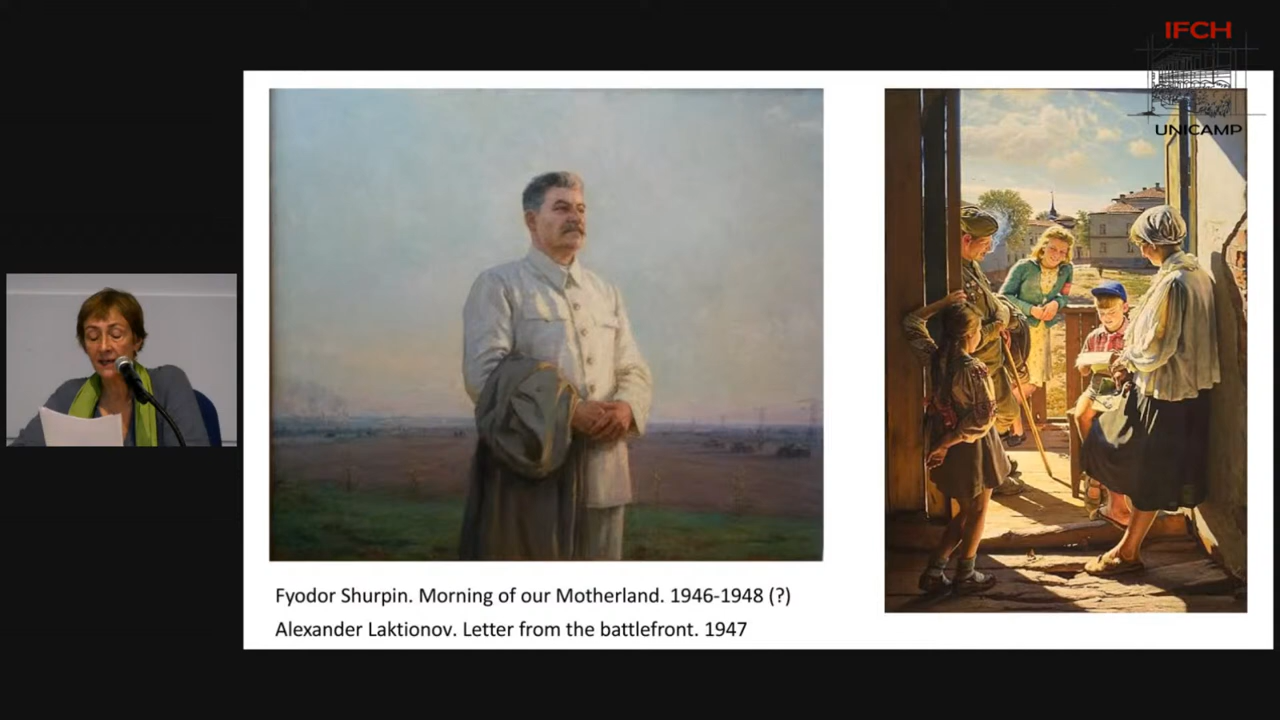 IFCH
UNICAMP
Fyodor Shurpin. Morning of our Motherland. 1946-1948 (?)
Alexander Laktionov. Letter from the battlefront. 1947